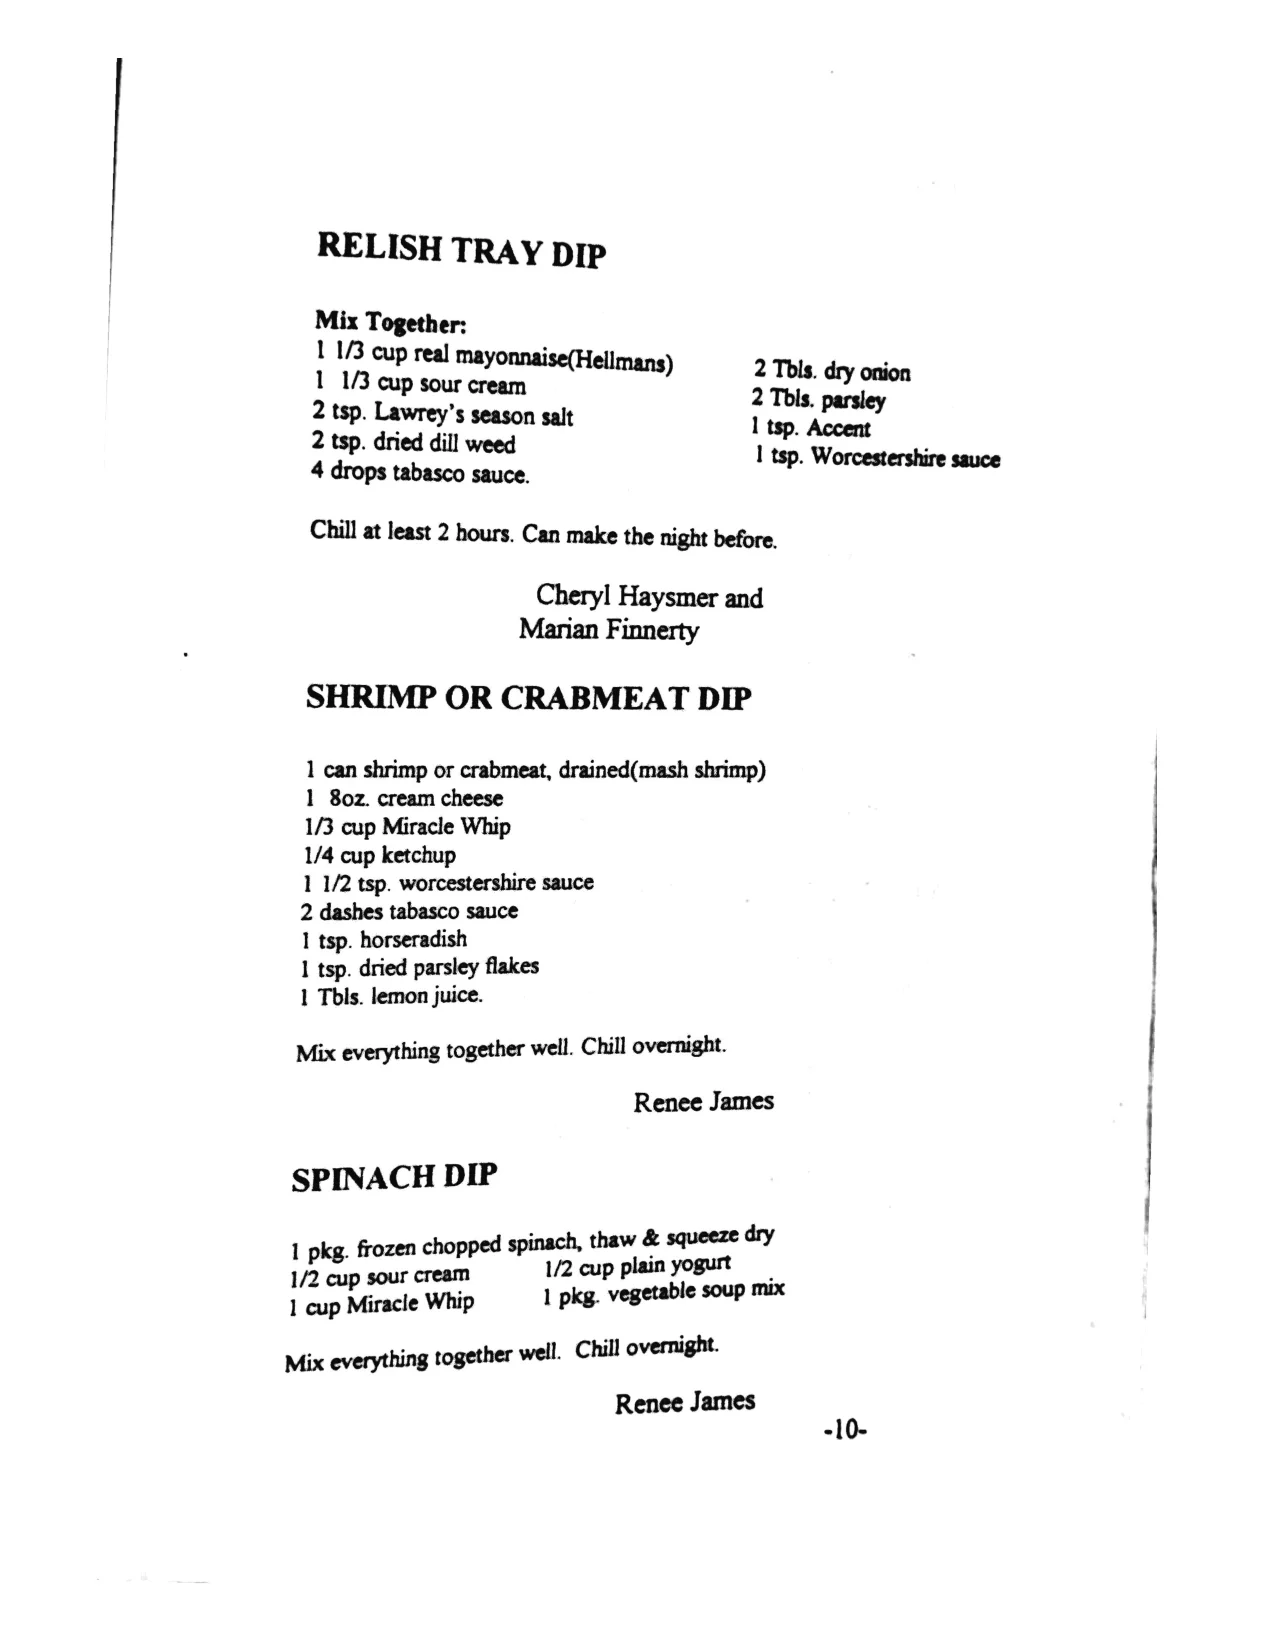 RELISH TRAY DIP
Mix Together:
1 1/3 cup real mayonnaise(Hellmans)
1 1/3 cup sour cream
2 tsp. Lawrey's season salt
2 tsp. dried dill weed
4 drops tabasco sauce.
2 Tbls. dry onion
2 Tbls. parsley
1 tsp. Accent
1 tsp. Worcestershire sauce
Chill at least 2 hours. Can make the night before.
Cheryl Haysmer and
Marian Finnerty
SHRIMP OR CRABMEAT DIP
1 can shrimp or crabmeat, drained(mash shrimp)
1 8oz. cream cheese
1/3 cup Miracle Whip
1/4 cup ketchup
1 1/2 tsp. worcestershire sauce
2 dashes tabasco sauce
1 tsp. horseradish
1 tsp. dried parsley flakes
1 Tbls. lemon juice.
Mix everything together well. Chill overnight.
Renee James
SPINACH DIP
1 pkg. frozen chopped spinach, thaw & squeeze dry
1/2 cup sour cream 1/2 cup plain yogurt
1 cup Miracle Whip 1 pkg. vegetable soup mix
Mix everything together well. Chill overnight.
Renee James
-10-